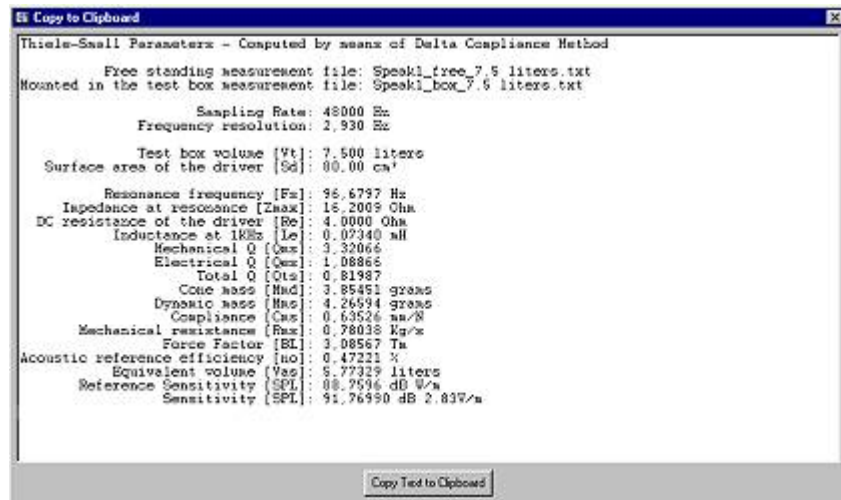 Copy to Clipboard
Thiele-Small Parameters - Computed by means of Delta Compliance Method
Free standing measurement file: Speak1_free_7.5 liters.txt
Mounted in the test box measurement file: Speak1_box_7.5 liters.txt
Sampling Rate: 48000 Hz
Frequency resolution: 2,930 Hz
Test box volume [Vt]: 7,500 liters
Surface area of the driver [Sd]: 80,00 cm²
Resonance frequency [Fs]: 96,6797 Hz
Impedance at resonance [Zmax]: 16,2009 Ohm
DC resistance of the driver [Re]: 4,0000 Ohm
Inductance at 1KHz [Le]: 0,07340 mH
Mechanical Q [Qms]: 3,32066
Electrical Q [Qes]: 1,08866
Total Q [Qts]: 0,81987
Cone mass [Mmd]: 3,85451 grams
Dynamic mass [Mms]: 4,26594 grams
Compliance [Cms]: 0,63526 mm/N
Mechanical resistance [Rms]: 0,78038 Kg/s
Force Factor [BL]: 3,08567 Tm
Acoustic reference efficiency [no]: 0,47221 %
Equivalent volume [Vas]: 5,77329 liters
Reference Sensitivity [SPL]: 88,7596 dB W/m
Sensitivity [SPL]: 91,76990 dB 2.83V/m
Copy Text to Clipboard